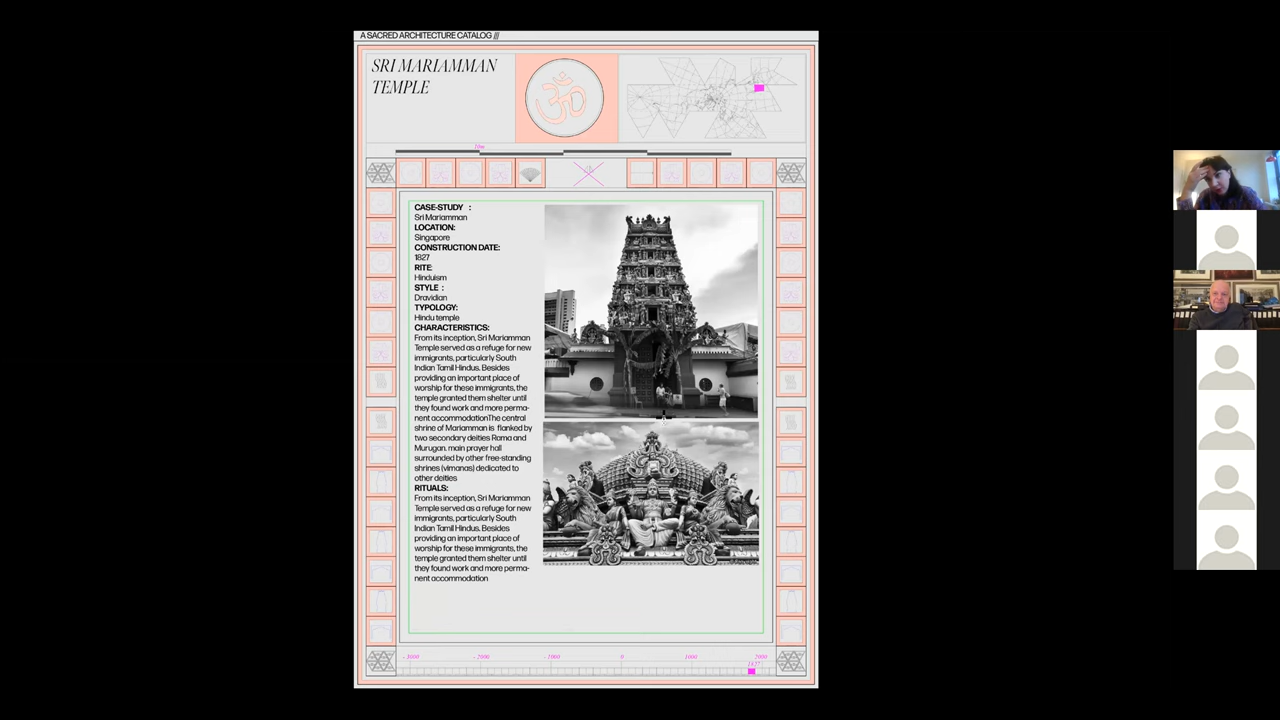 A SACRED ARCHITECTURE CATALOG ///
SRI MARIAMMAN
TEMPLE
ॐ
CASE-STUDY :
Sri Mariamman
LOCATION:
Singapore
CONSTRUCTION DATE:
1827
RITE:
Hinduism
STYLE :
Dravidian
TYPOLOGY:
Hindu temple
CHARACTERISTICS:
From its inception, Sri Mariamman
Temple served as a refuge for new
immigrants, particularly South
Indian Tamil Hindus. Besides
providing an important place of
worship for these immigrants, the
temple granted them shelter until
they found work and more perma-
nent accommodationThe central
shrine of Mariamman is flanked by
two secondary deities Rama and
Murugan. main prayer hall
surrounded by other free-standing
shrines (vimanas) dedicated to
other deities
RITUALS:
From its inception, Sri Mariamman
Temple served as a refuge for new
immigrants, particularly South
Indian Tamil Hindus. Besides
providing an important place of
worship for these immigrants, the
temple granted them shelter until
they found work and more perma-
nent accommodation
- 3000 - 2000 - 1000 0 1000 2000
1827